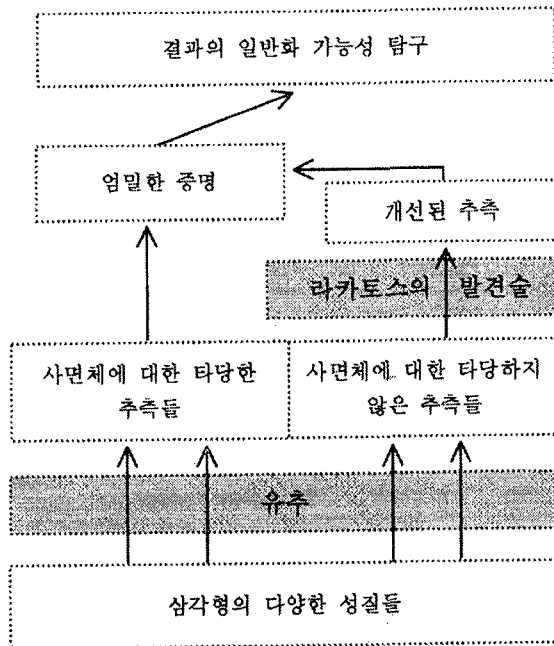 결과의 일반화 가능성 탐구
엄밀한 증명
개선된 추측
라카토스의 발견술
사면체에 대한 타당한
추측들
사면체에 대한 타당하지
않은 추측들
유추
삼각형의 다양한 성질들